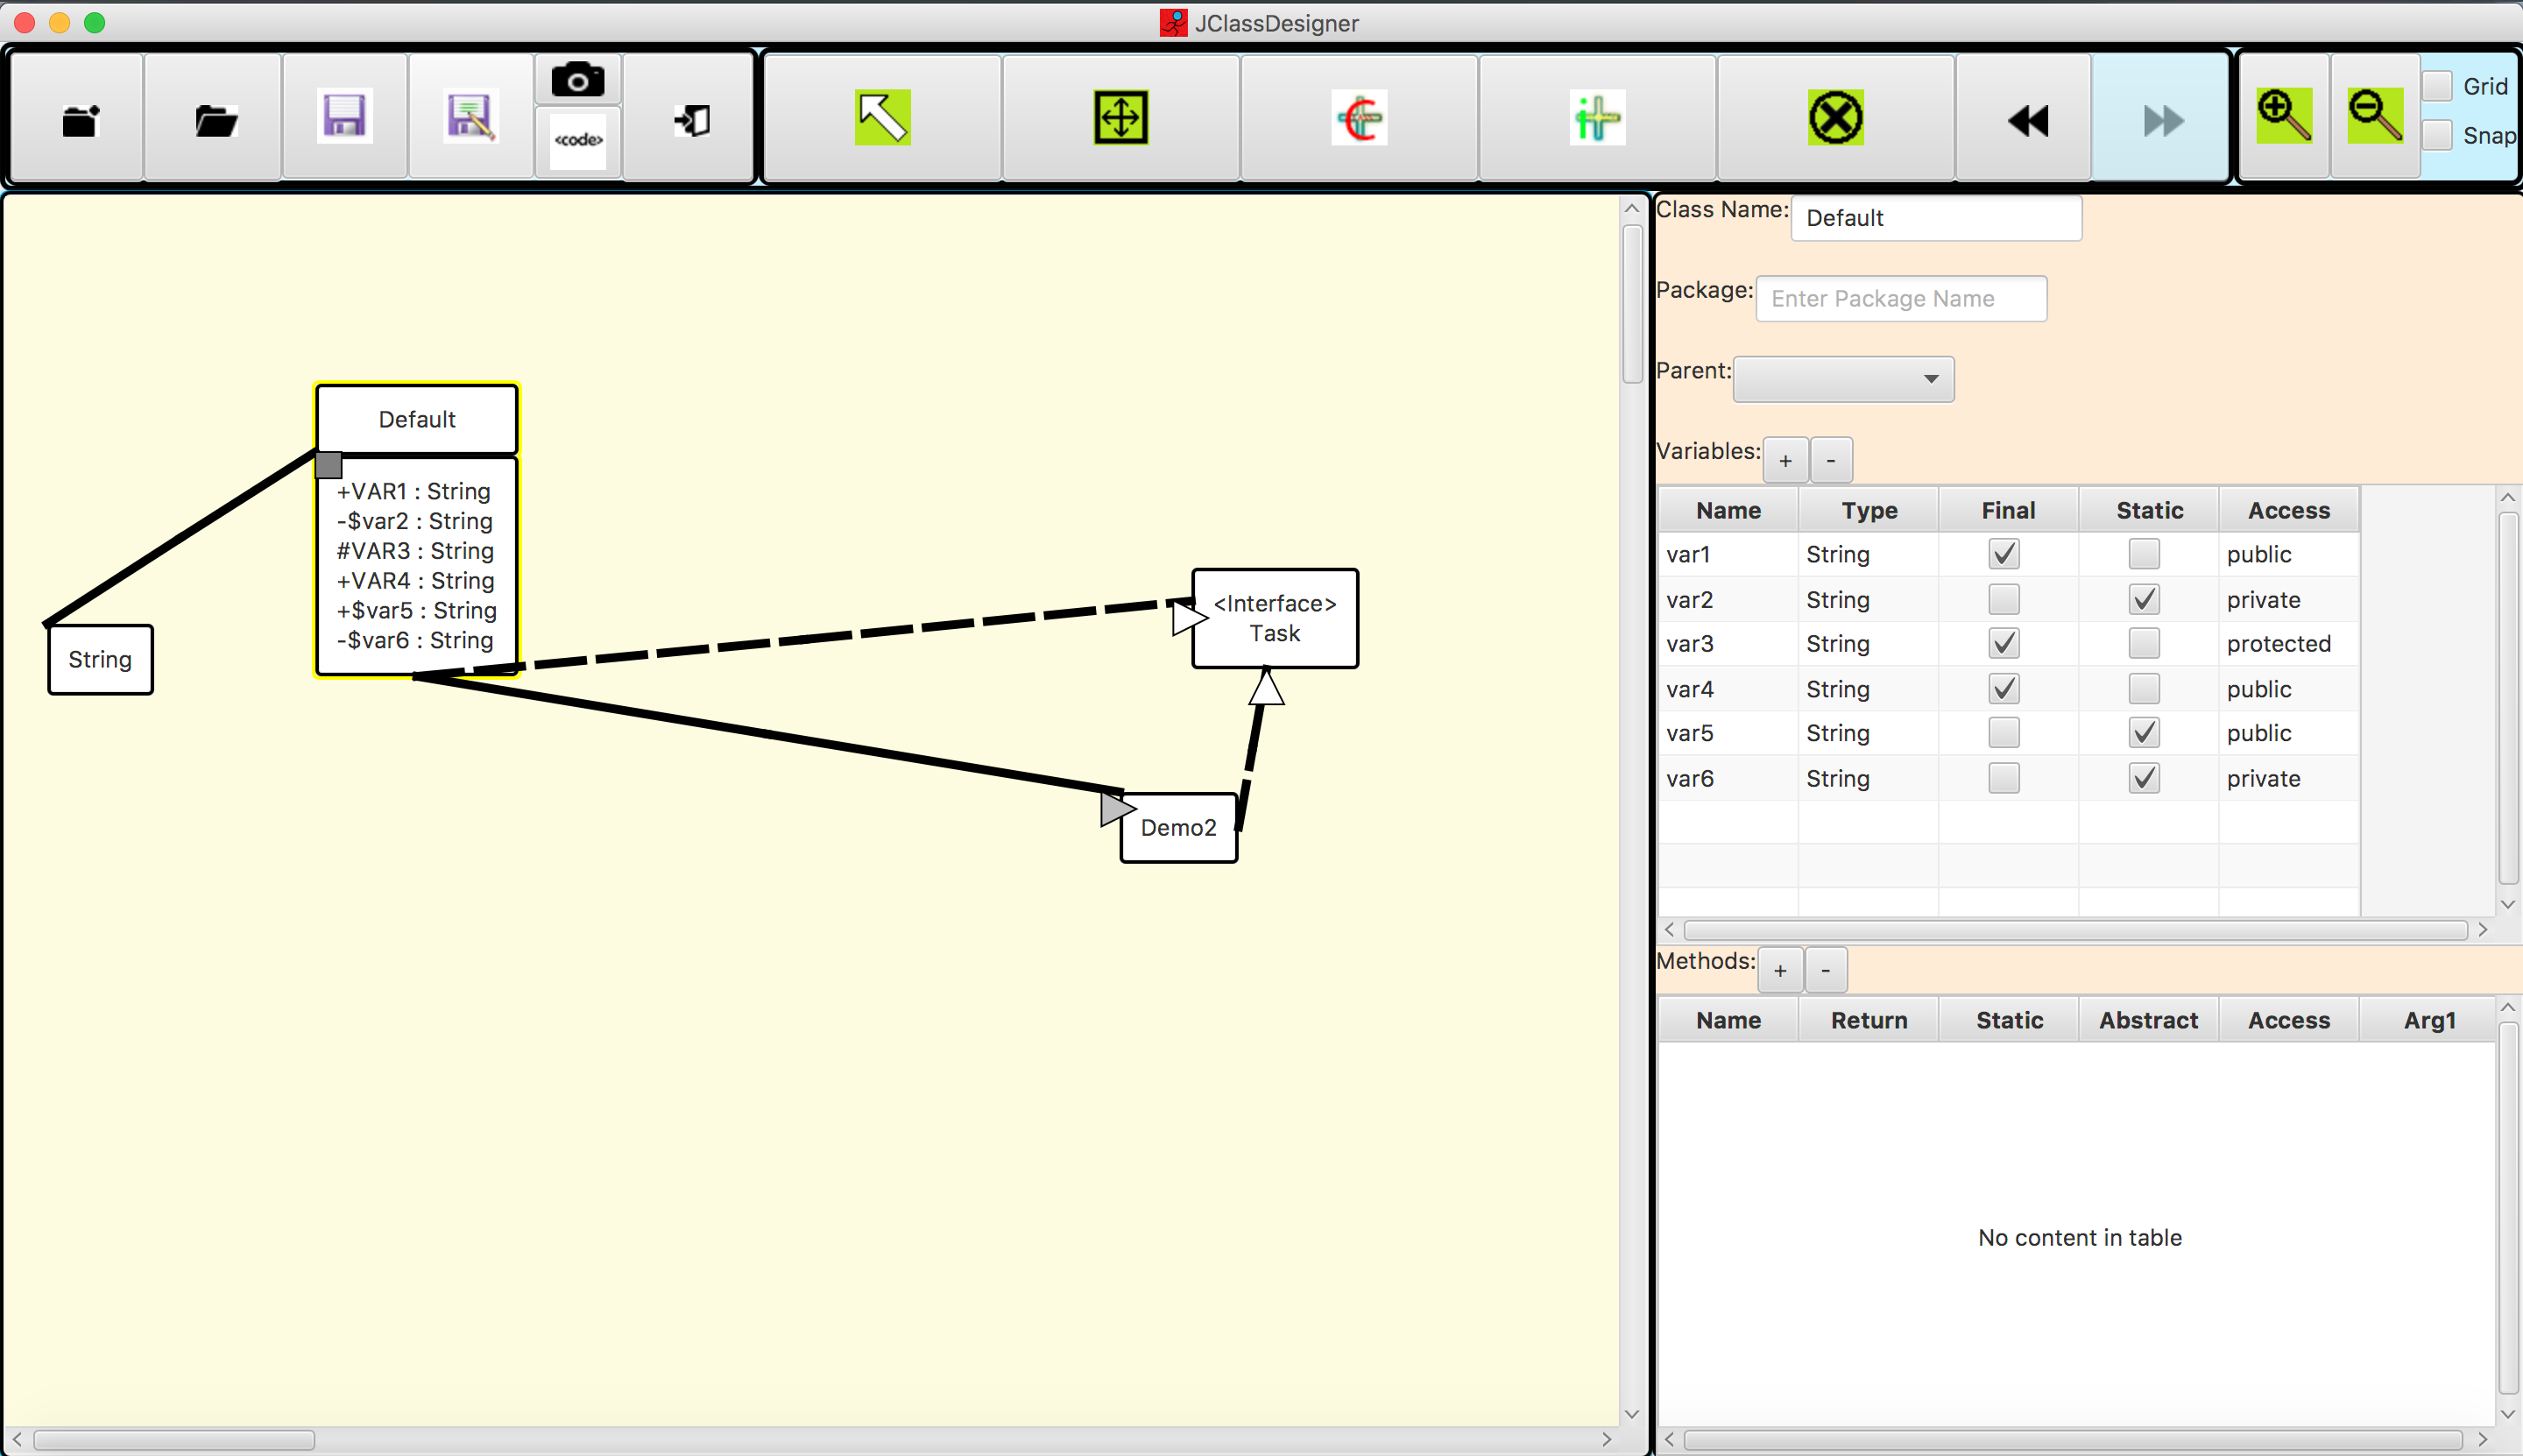 JClassDesigner
<code>
Grid
Snap
Default
+VAR1 : String
-$var2 : String
#VAR3 : String
+VAR4 : String
+$var5 : String
-$var6 : String
String
<Interface>
Task
Demo2
Class Name: Default
Package: Enter Package Name
Parent:
Variables: + -
Name Type Final Static Access
var1 String public
var2 String private
var3 String protected
var4 String public
var5 String public
var6 String private
Methods: + -
Name Return Static Abstract Access Arg1
No content in table